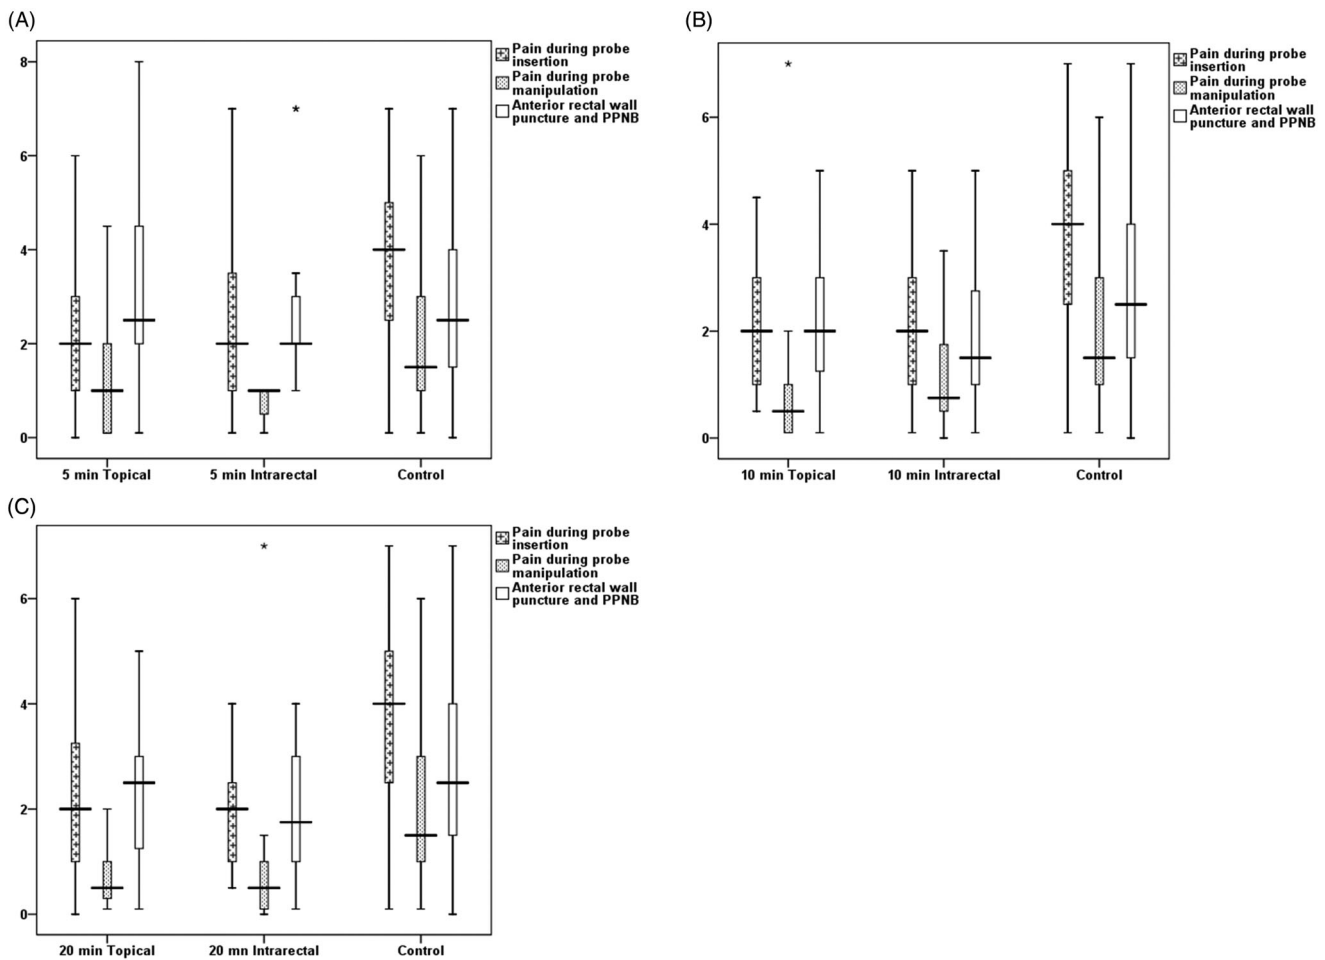 (A)
8
6
4
2
0
5 min Topical
5 min Intrarectal
Control
Pain during probe
insertion
Pain during probe
manipulation
Anterior rectal wall
puncture and PPNB
(B)
6
4
2
0
10 min Topical
10 min Intrarectal
Control
Pain during probe
insertion
Pain during probe
manipulation
Anterior rectal wall
puncture and PPNB
(C)
6
4
2
0
20 min Topical
20 mn Intrarectal
Control
Pain during probe
insertion
Pain during probe
manipulation
Anterior rectal wall
puncture and PPNB